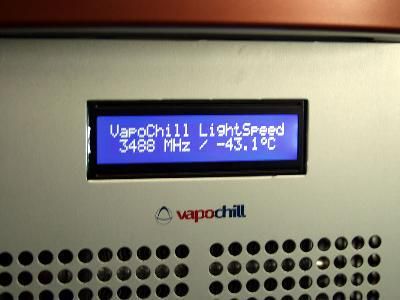 VapoChill LightSpeed
3488 MHz / -43.1°C
vapochill